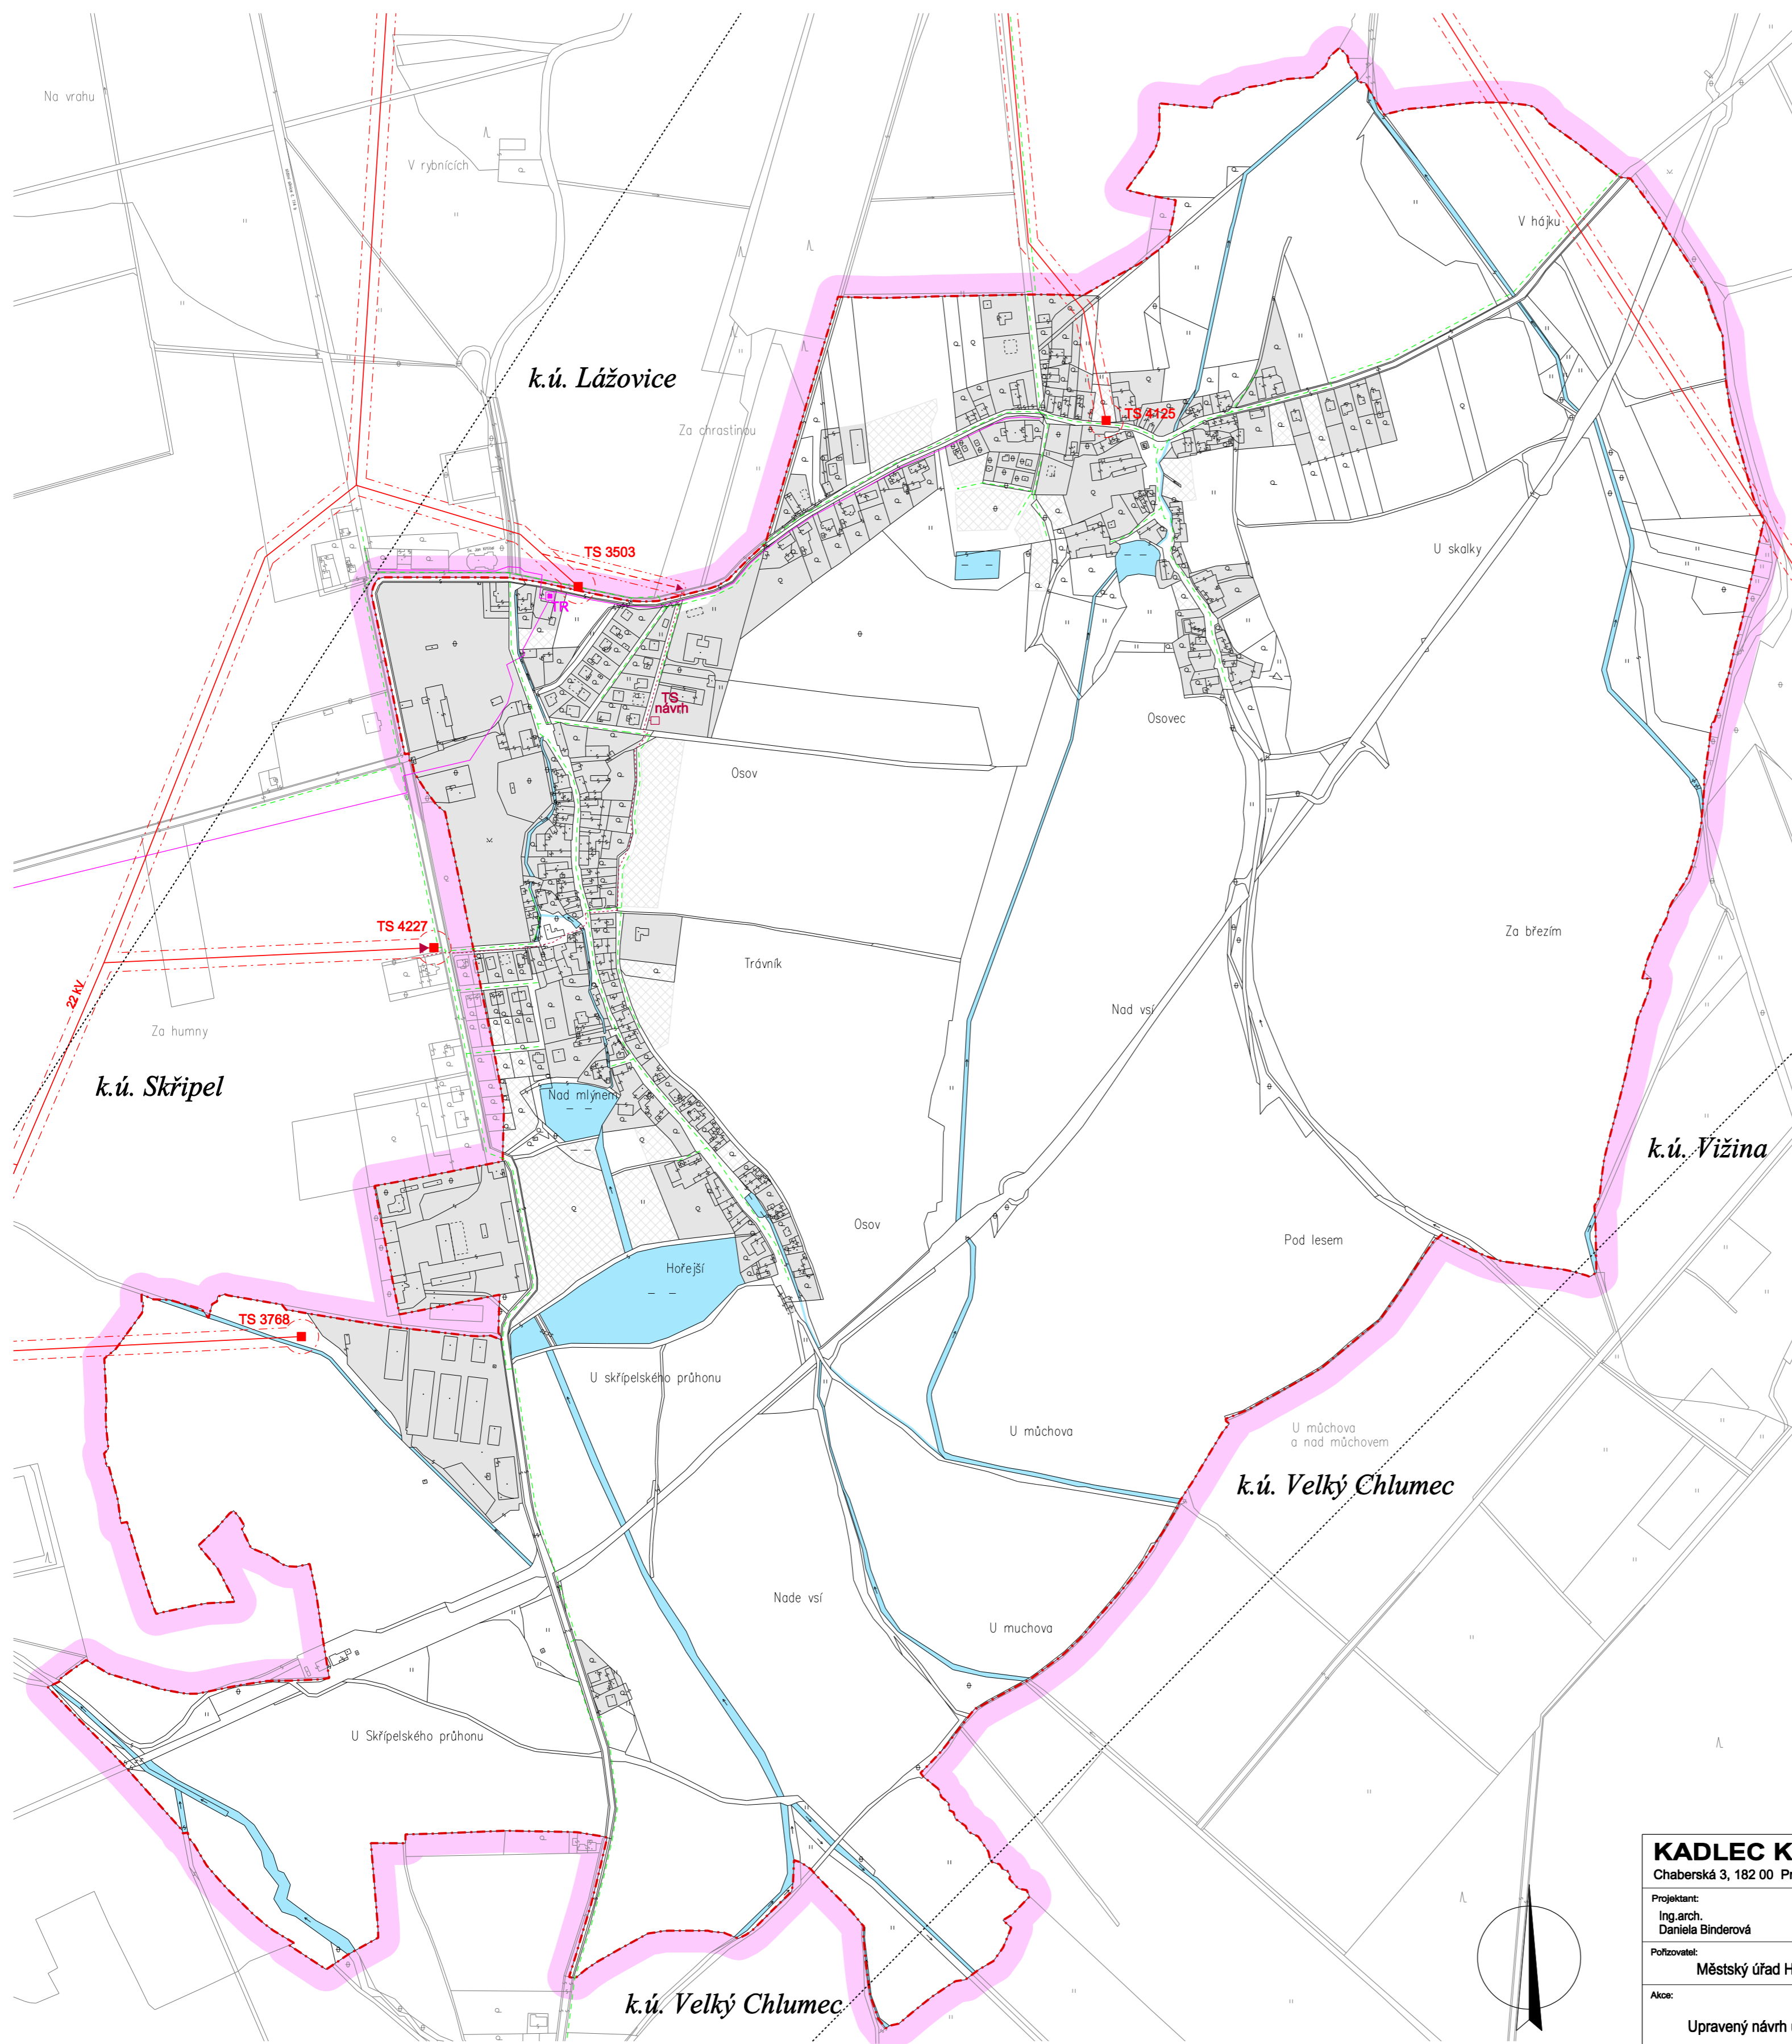 Na vrahu
V rybnících
V hájku
k.ú. Lážovice
Za chrastinou
TS 4125
U skalky
TS 3503
TR
TS
návrh
Osovec
Osov
TS 4227
Za březím
Trávník
22 kV
Nad vsí
Za humny
k.ú. Skřipel
Nad mlýnem
k.ú. Vižina
Osov
Pod lesem
Hořejší
TS 3768
U skřípelského průhonu
U můchova
U můchova
a nad můchovem
k.ú. Velký Chlumec
Nade vsí
U muchova
U Skřípelského průhonu
KADLEC K
Chaberská 3, 182 00 Pr
Projektant:
Ing.arch.
Daniela Binderová
Pořizovatel:
Městský úřad H
Akce:
k.ú. Velký Chlumec
Upravený návrh